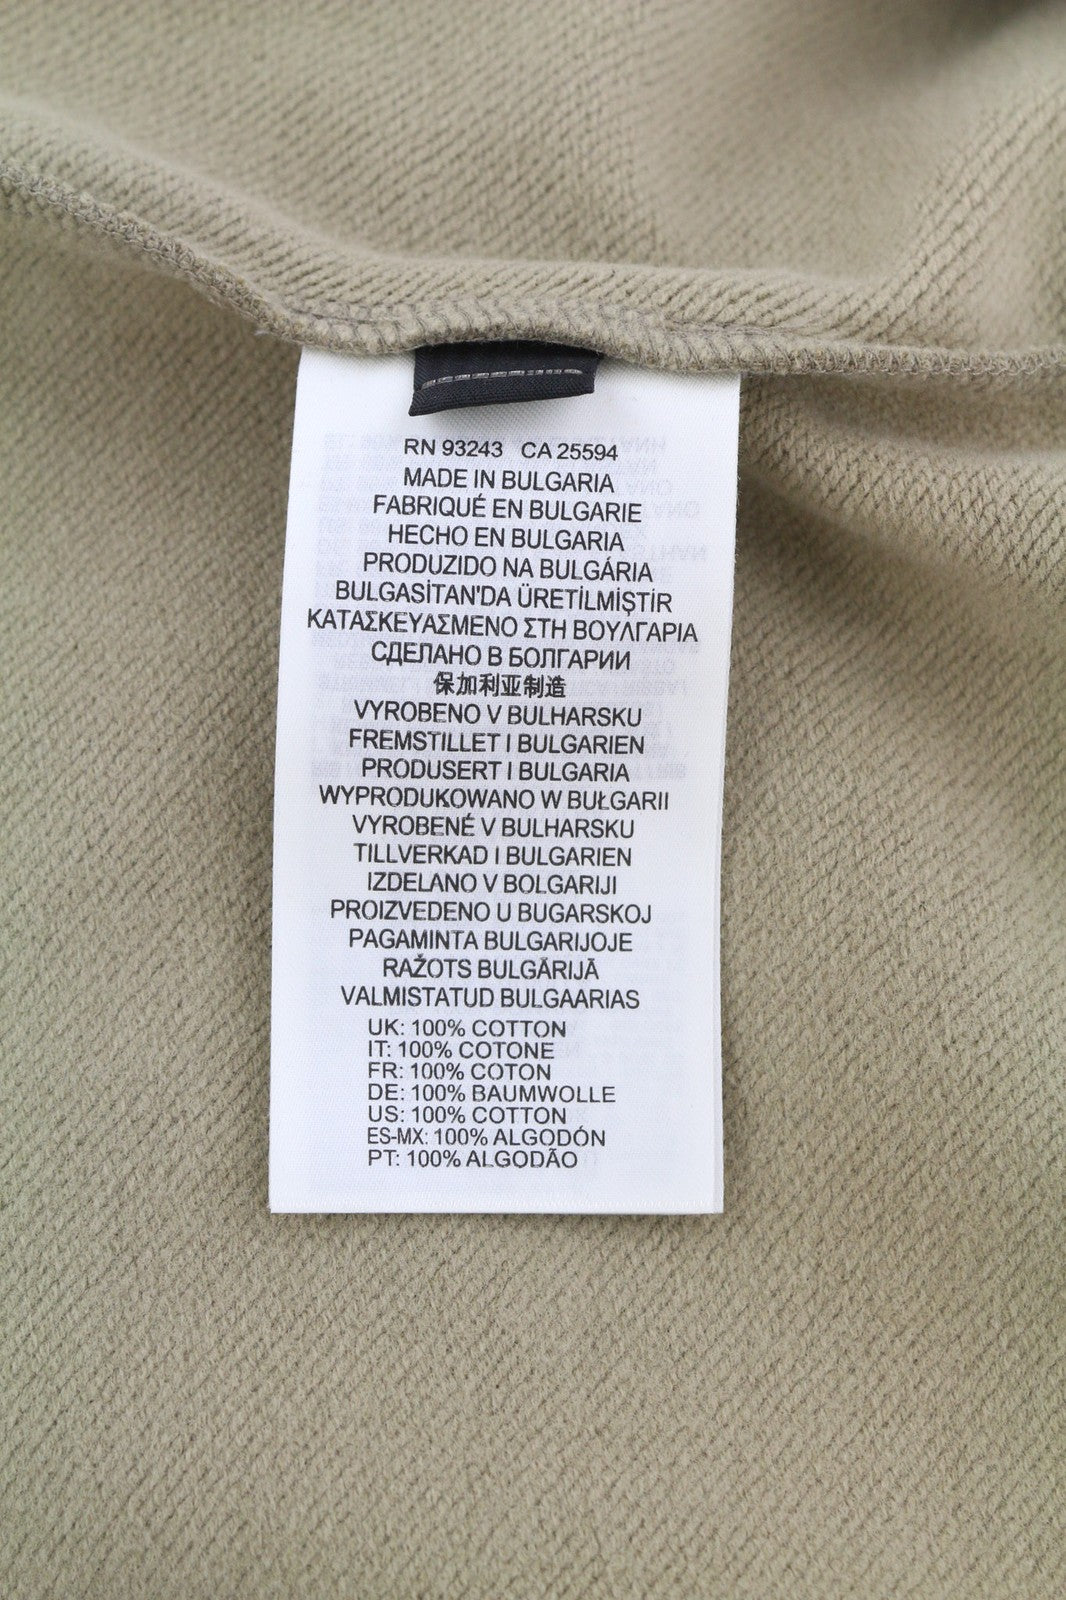 RN 93243 CA 25594
MADE IN BULGARIA
FABRIQUÉ EN BULGARIE
HECHO EN BULGARIA
PRODUZIDO NA BULGÁRIA
BULGASİTAN'DA ÜRETİLMİŞTİR
ΚΑΤΑΣΚΕΥΑΣΜΕΝΟ ΣΤΗ ΒΟΥΛΓΑΡΙΑ
СДЕЛАНО В БОЛГАРИИ
保加利亚制造
VYROBENO V BULHARSKU
FREMSTILLET I BULGARIEN
PRODUSERT I BULGARIA
WYPRODUKOWANO W BUŁGARII
VYROBENÉ V BULHARSKU
TILLVERKAD I BULGARIEN
IZDELANO V BOLGARIJI
PROIZVEDENO U BUGARSKOJ
PAGAMINTA BULGARIJOJE
RAŽOTS BULGĀRIJĀ
VALMISTATUD BULGAARIAS
UK: 100% COTTON
IT: 100% COTONE
FR: 100% COTON
DE: 100% BAUMWOLLE
US: 100% COTTON
ES-MX: 100% ALGODÓN
PT: 100% ALGODÃO